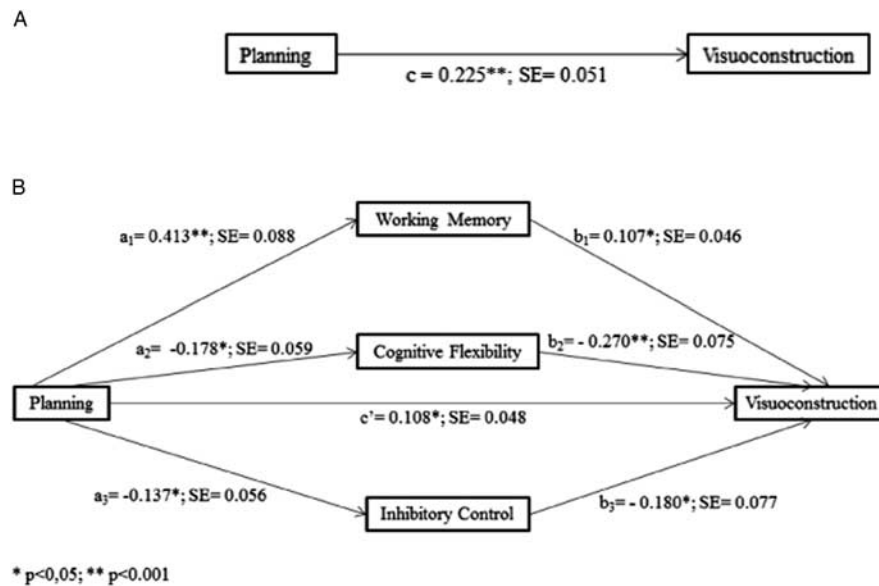 A
Planning
Visuoconstruction
c = 0.225**; SE= 0.051
B
Working Memory
a₁= 0.413**; SE= 0.088
b₁= 0.107*; SE= 0.046
a₂= -0.178*; SE= 0.059
Cognitive Flexibility
b₂= - 0.270**; SE= 0.075
Planning
Visuoconstruction
c’= 0.108*; SE= 0.048
a₃= -0.137*; SE= 0.056
b₃= - 0.180*; SE= 0.077
Inhibitory Control
* p<0,05; ** p<0.001